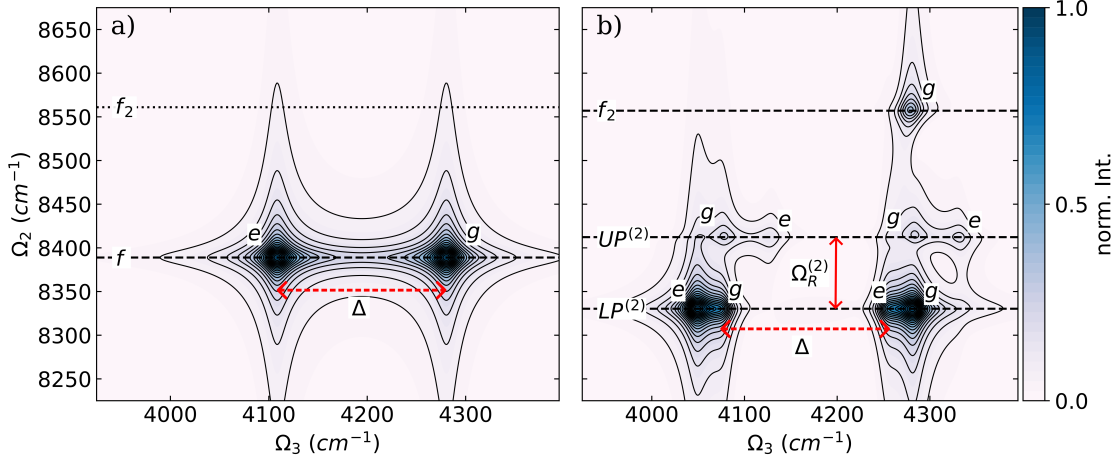 a)
8650
8600
8550
8500
8450
8400
8350
8300
8250
Ω₂ (cm⁻¹)
f₂
f
e
g
Δ
4000
4100
4200
4300
Ω₃ (cm⁻¹)
b)
f₂
g
UP⁽²⁾
g
e
g
e
Ω_R⁽²⁾
LP⁽²⁾
e
g
e
g
Δ
4000
4100
4200
4300
Ω₃ (cm⁻¹)
1.0
0.5
0.0
norm. Int.